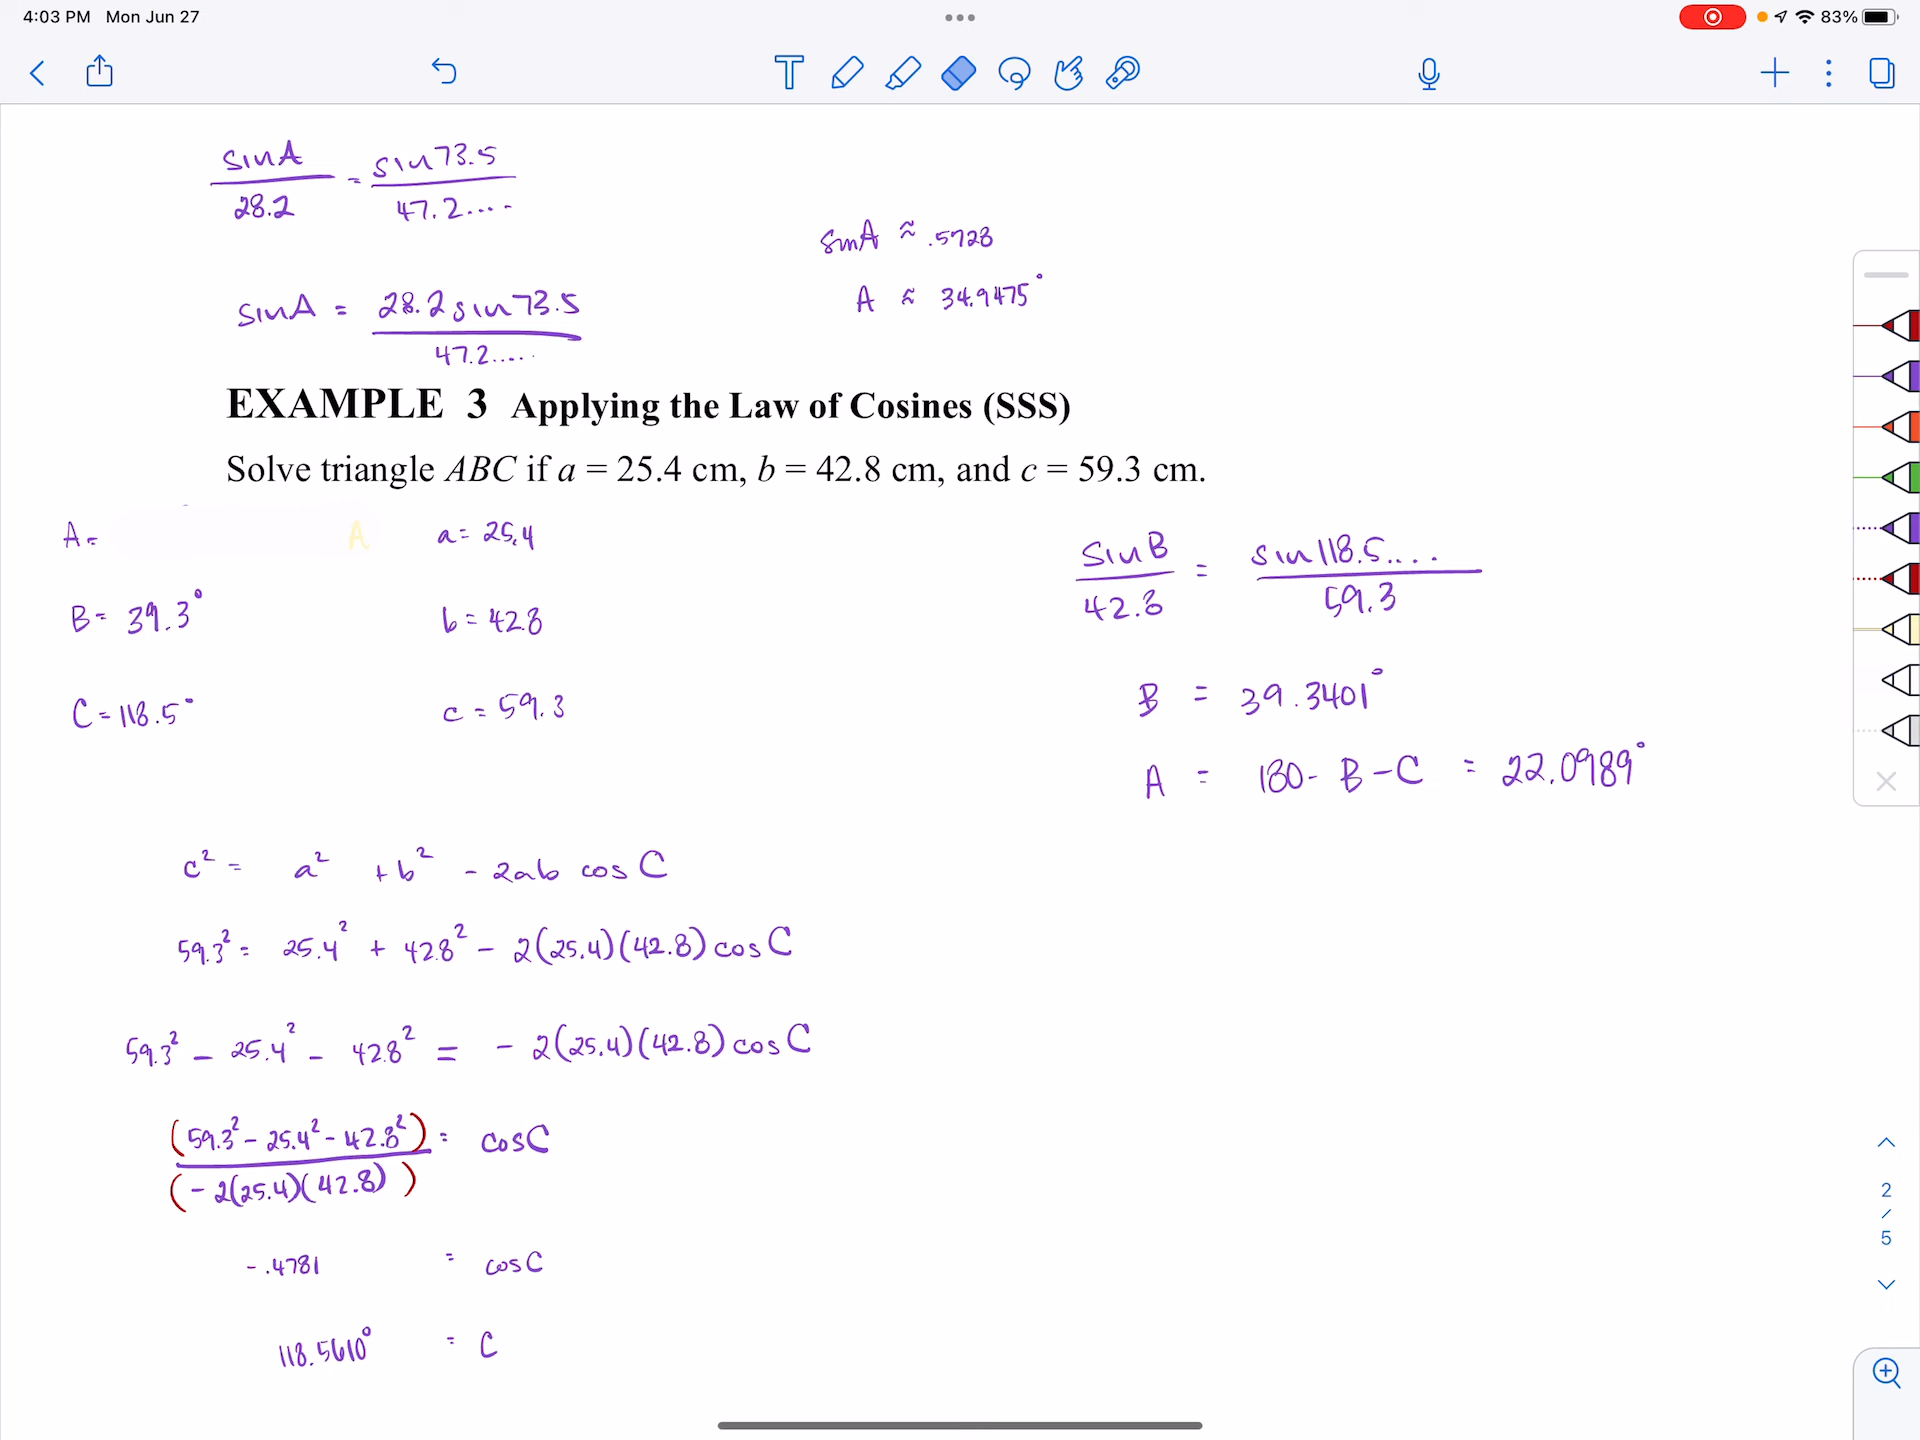 4:03 PM Mon Jun 27
83%
sinA / 28.2 = sin73.5 / 47.2....
sinA ≈ .5728
A ≈ 34.9475°
sinA = 28.2 sin73.5 / 47.2....
EXAMPLE 3 Applying the Law of Cosines (SSS)
Solve triangle ABC if a = 25.4 cm, b = 42.8 cm, and c = 59.3 cm.
A= A a= 25.4
B= 39.3° b= 42.8
C=118.5° c= 59.3
sinB / 42.8 = sin118.5.... / 59.3
B = 39.3401°
A = 180- B-C = 22.0989°
c² = a² + b² - 2ab cos C
59.3² = 25.4² + 42.8² - 2(25.4)(42.8) cos C
59.3² - 25.4² - 42.8² = - 2(25.4)(42.8) cos C
(59.3² - 25.4² - 42.8²) / (- 2(25.4)(42.8)) = cosC
-.4781 = cosC
118.5610° = C
2
/
5